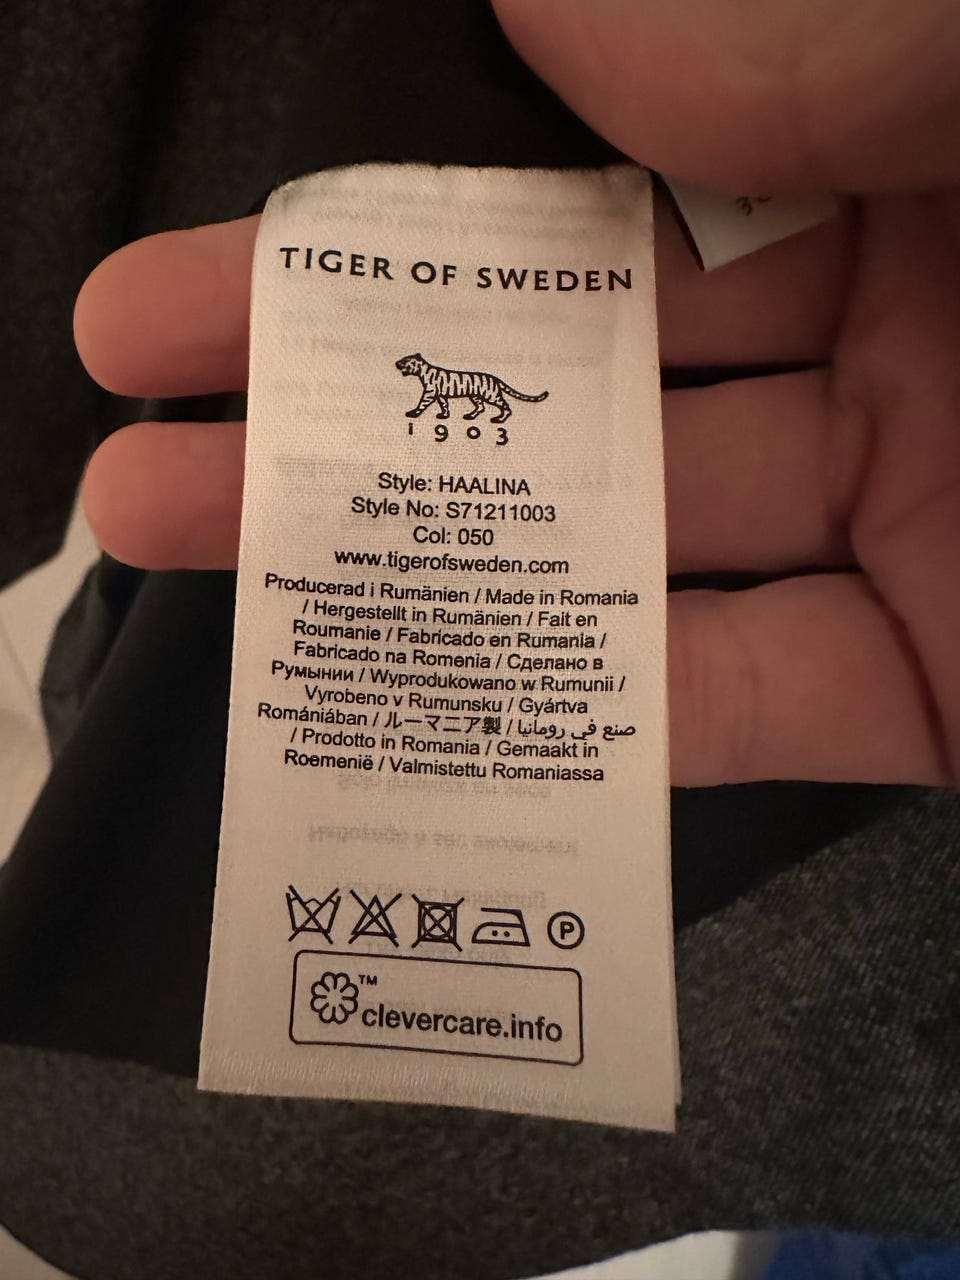 TIGER OF SWEDEN
1903
Style: HAALINA
Style No: S71211003
Col: 050
www.tigerofsweden.com
Producerad i Rumänien / Made in Romania
/ Hergestellt in Rumänien / Fait en
Roumanie / Fabricado en Rumania /
Fabricado na Romenia / Сделано в
Румынии / Wyprodukowano w Rumunii /
Vyrobeno v Rumunsku / Gyártva
Romániában / ルーマニア製 / صنع في رومانيا
/ Prodotto in Romania / Gemaakt in
Roemenië / Valmistettu Romaniassa
P
™
clevercare.info